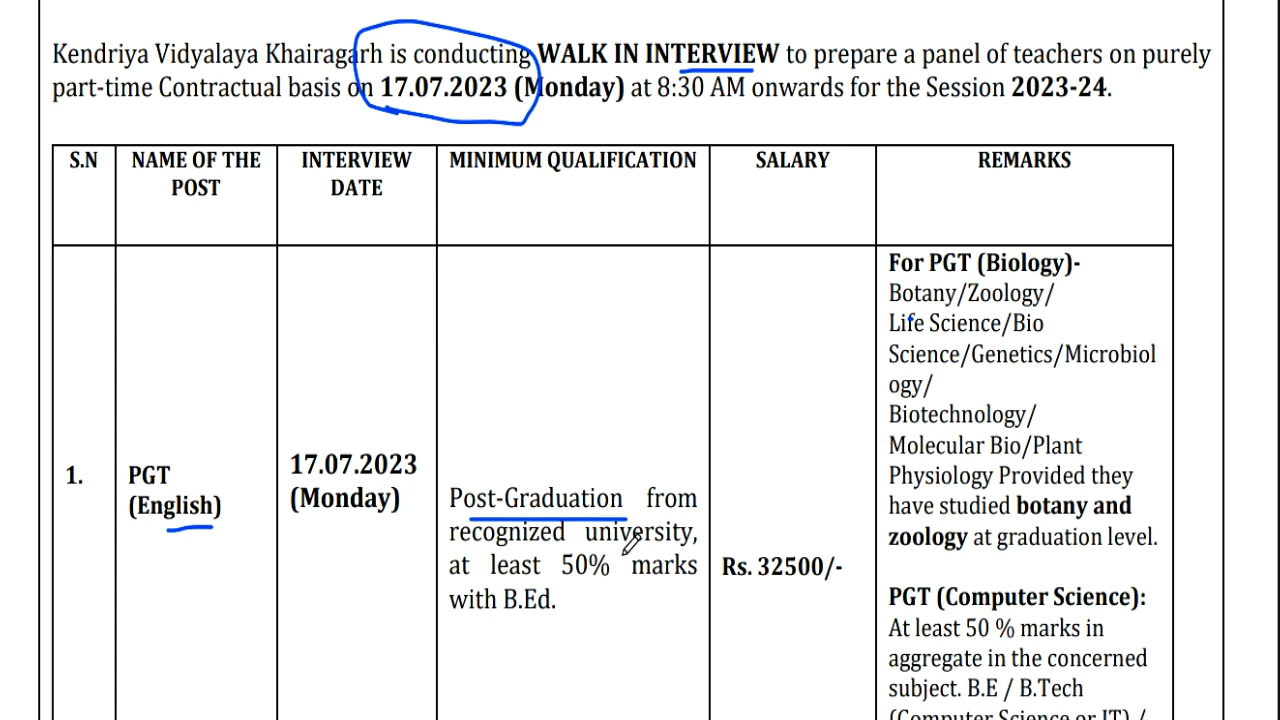 Kendriya Vidyalaya Khairagarh is conducting WALK IN INTERVIEW to prepare a panel of teachers on purely
part-time Contractual basis on 17.07.2023 (Monday) at 8:30 AM onwards for the Session 2023-24.
S.N
NAME OF THE
POST
INTERVIEW
DATE
MINIMUM QUALIFICATION
SALARY
REMARKS
1.
PGT
(English)
17.07.2023
(Monday)
Post-Graduation from
recognized university,
at least 50% marks
with B.Ed.
Rs. 32500/-
For PGT (Biology)-
Botany/Zoology/
Life Science/Bio
Science/Genetics/Microbiol
ogy/
Biotechnology/
Molecular Bio/Plant
Physiology Provided they
have studied botany and
zoology at graduation level.
PGT (Computer Science):
At least 50 % marks in
aggregate in the concerned
subject. B.E / B.Tech
(Computer Science or IT) /